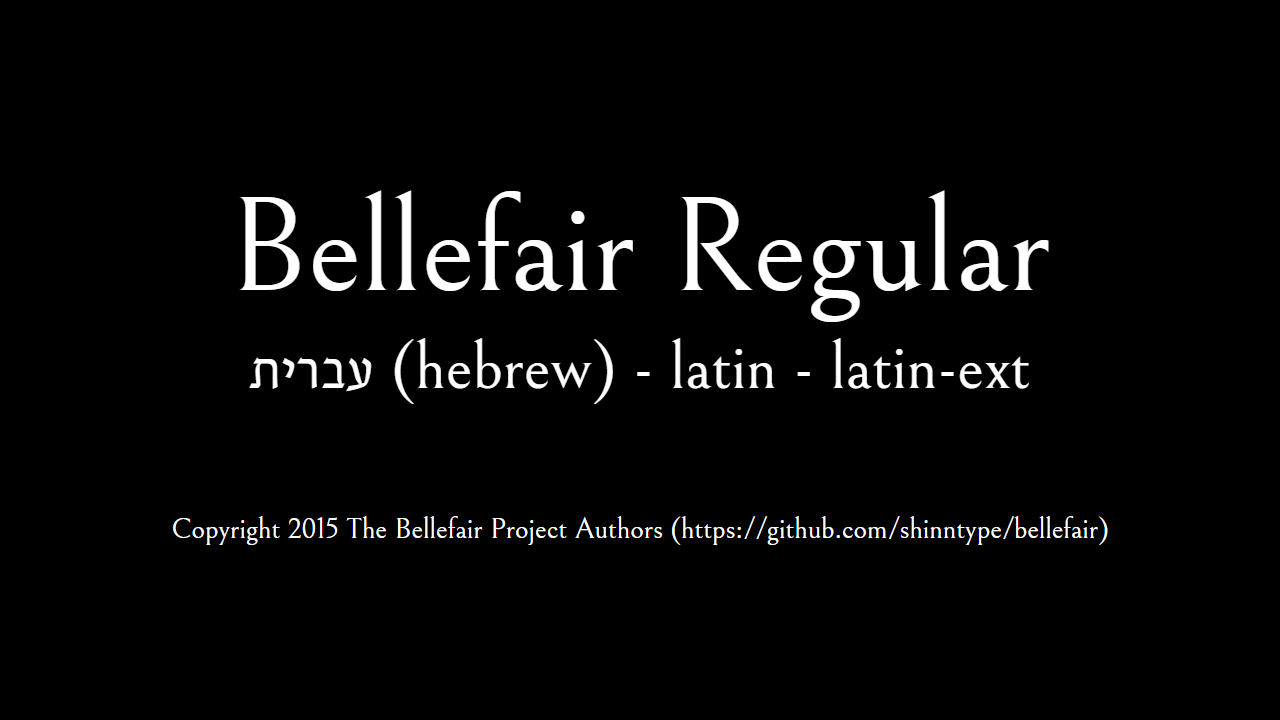 Bellefair Regular
עברית (hebrew) - latin - latin-ext
Copyright 2015 The Bellefair Project Authors (https://github.com/shinntype/bellefair)